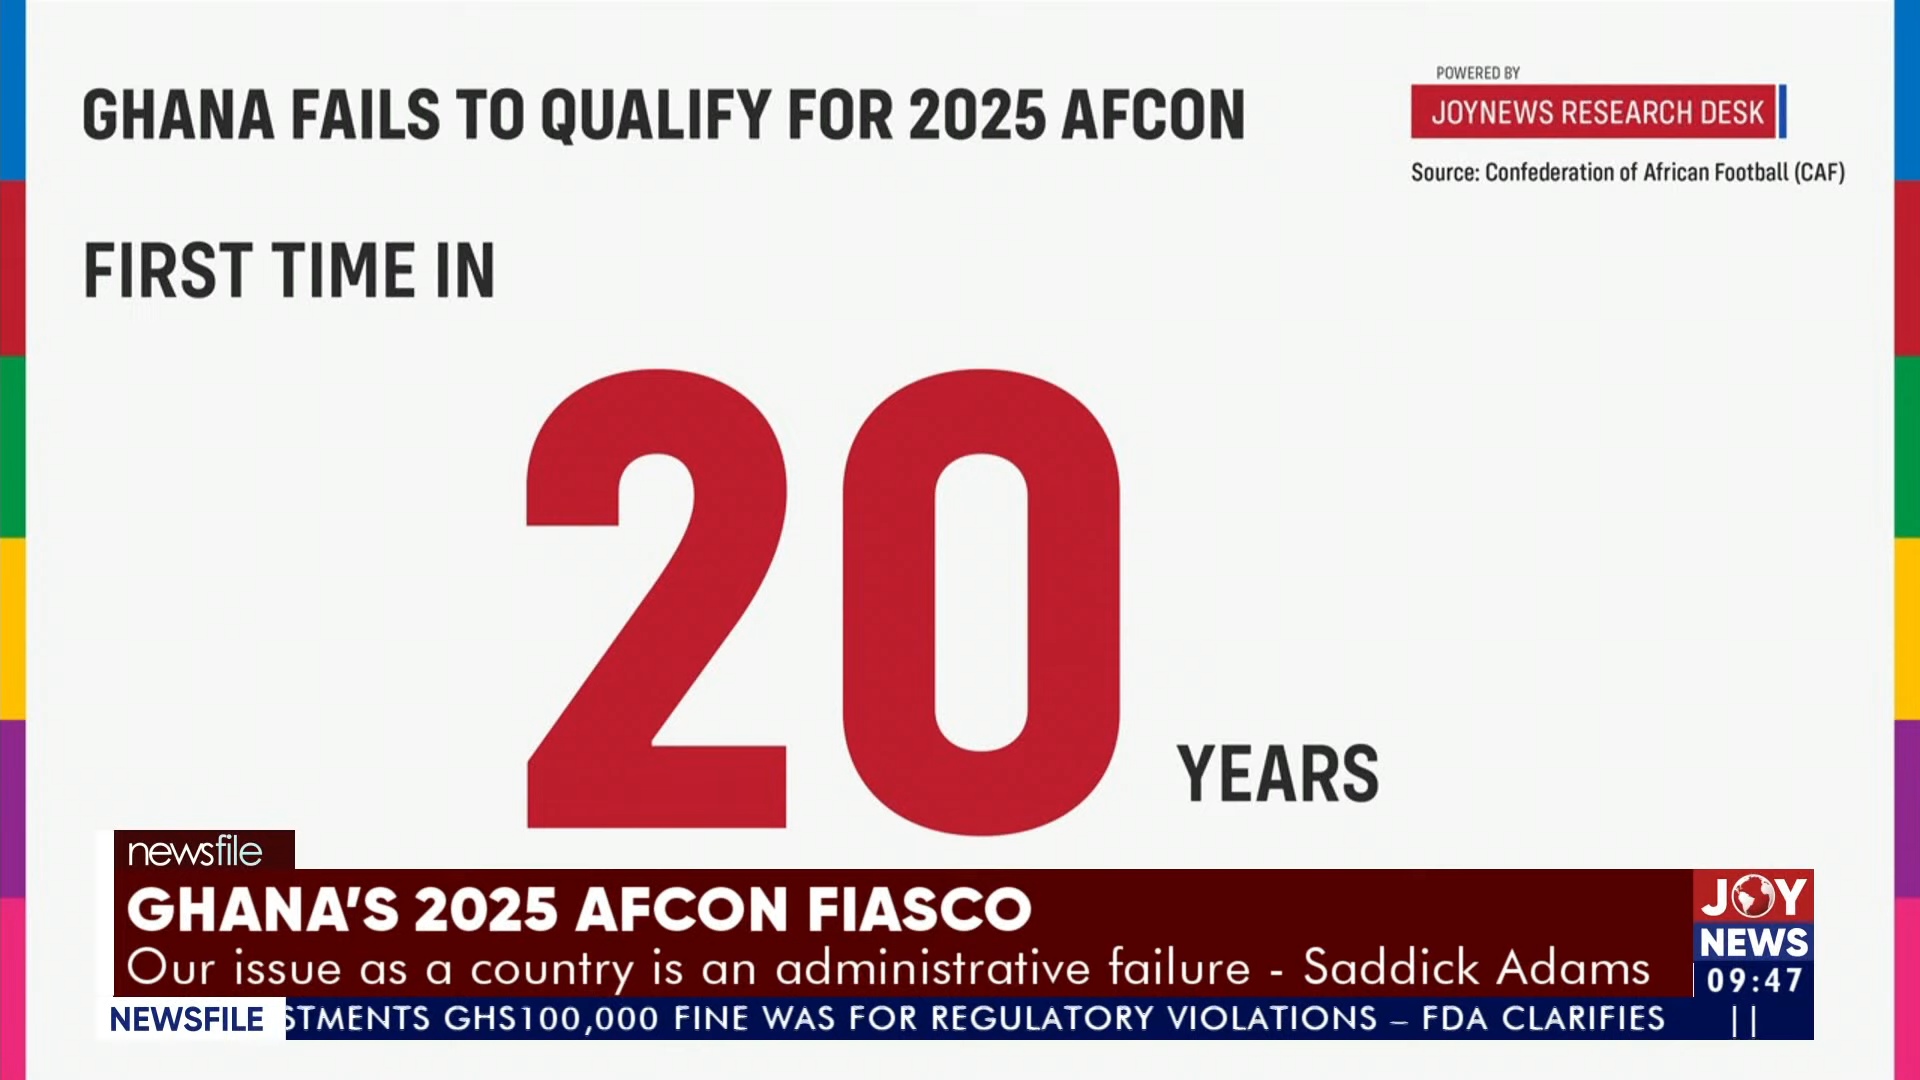 GHANA FAILS TO QUALIFY FOR 2025 AFCON
POWERED BY
JOYNEWS RESEARCH DESK
Source: Confederation of African Football (CAF)
FIRST TIME IN
20
YEARS
newsfile
GHANA'S 2025 AFCON FIASCO
Our issue as a country is an administrative failure - Saddick Adams
JOY
NEWS
09:47
NEWSFILE
STMENTS GHS100,000 FINE WAS FOR REGULATORY VIOLATIONS – FDA CLARIFIES
||